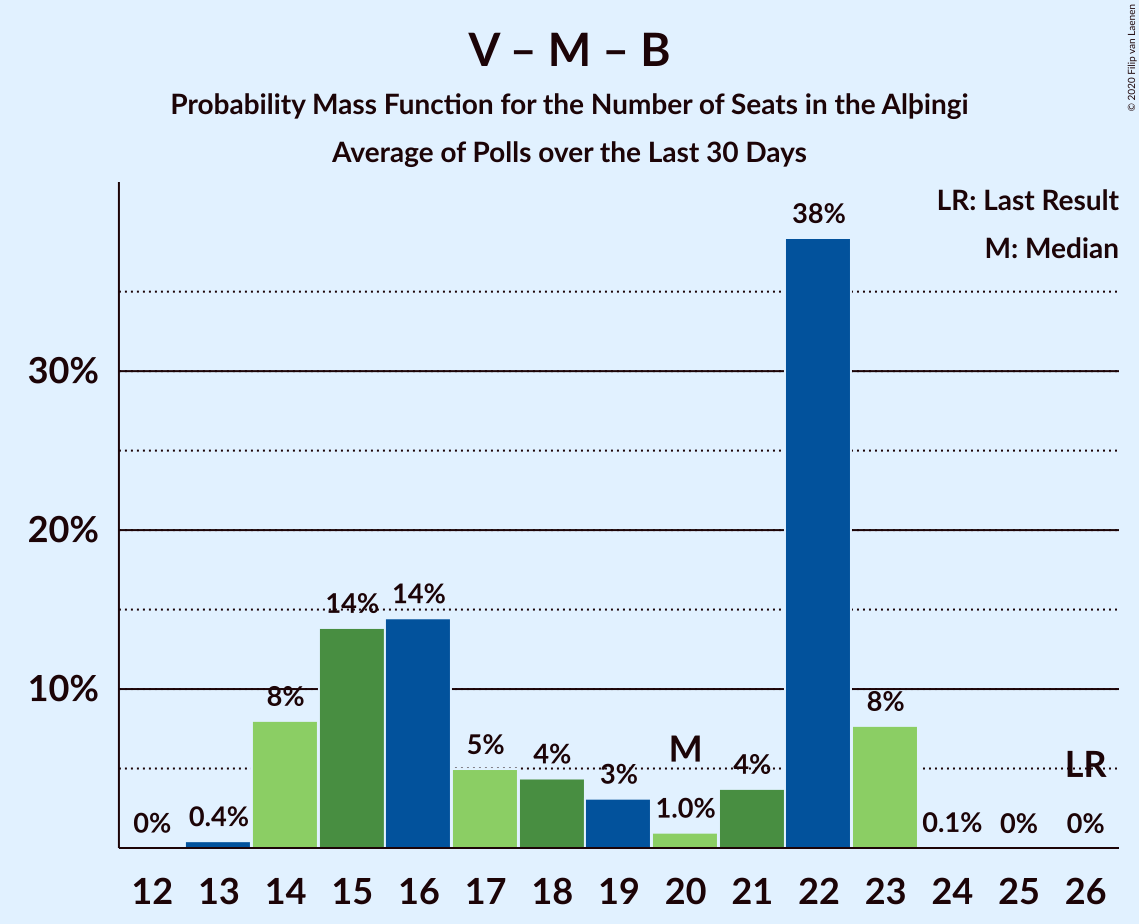 V – M – B
Probability Mass Function for the Number of Seats in the Alþingi
Average of Polls over the Last 30 Days
© 2020 Filip van Laenen
LR: Last Result
M: Median
38%
30%
20%
14%
14%
10%
8%
8%
5%
4%
3%
M
4%
LR
0%
0.4%
1.0%
0.1%
0%
0%
12 13 14 15 16 17 18 19 20 21 22 23 24 25 26